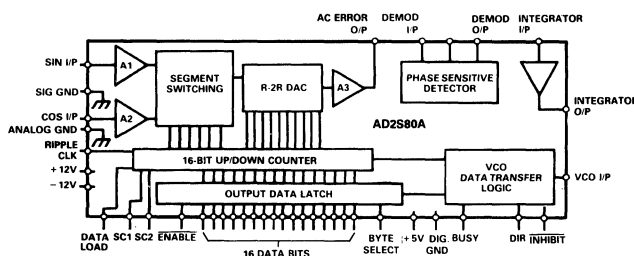 AC ERROR
O/P
DEMOD
I/P
DEMOD
O/P
INTEGRATOR
I/P
SIN I/P
A1
SEGMENT
SWITCHING
R-2R DAC
A3
PHASE SENSITIVE
DETECTOR
SIG GND
COS I/P
A2
ANALOG GND
AD2S80A
INTEGRATOR
O/P
RIPPLE
CLK
16-BIT UP/DOWN COUNTER
VCO
DATA TRANSFER
LOGIC
VCO I/P
+12V
−12V
OUTPUT DATA LATCH
DATA
LOAD
SC1
SC2
ENABLE
16 DATA BITS
BYTE
SELECT
+5V
DIG.
GND
BUSY
DIR
INHIBIT